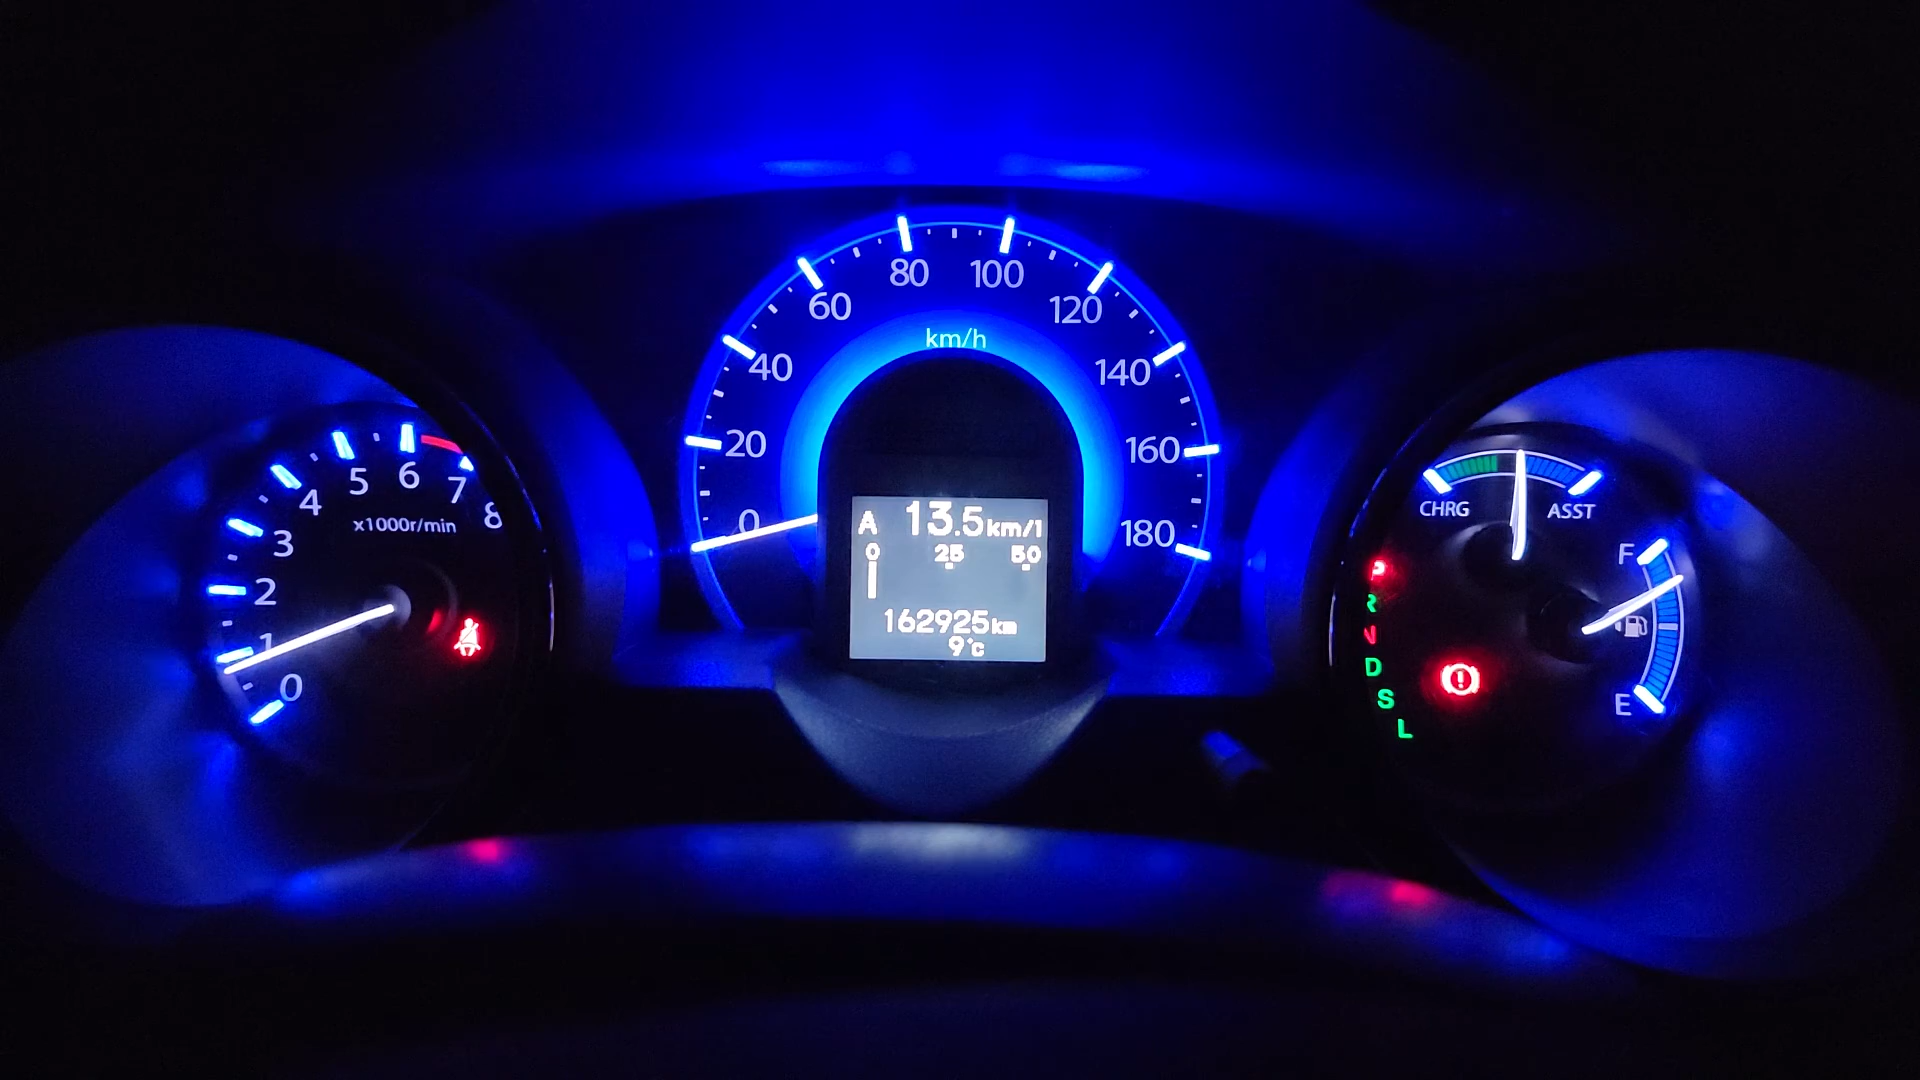 0 1 2 3 4 5 6 7 8
x1000r/min
0 20 40 60 80 100 120 140 160 180
km/h
A 13.5km/l
0 25 50
162925km
9°c
CHRG ASST
F
E
P
R
N
D
S
L